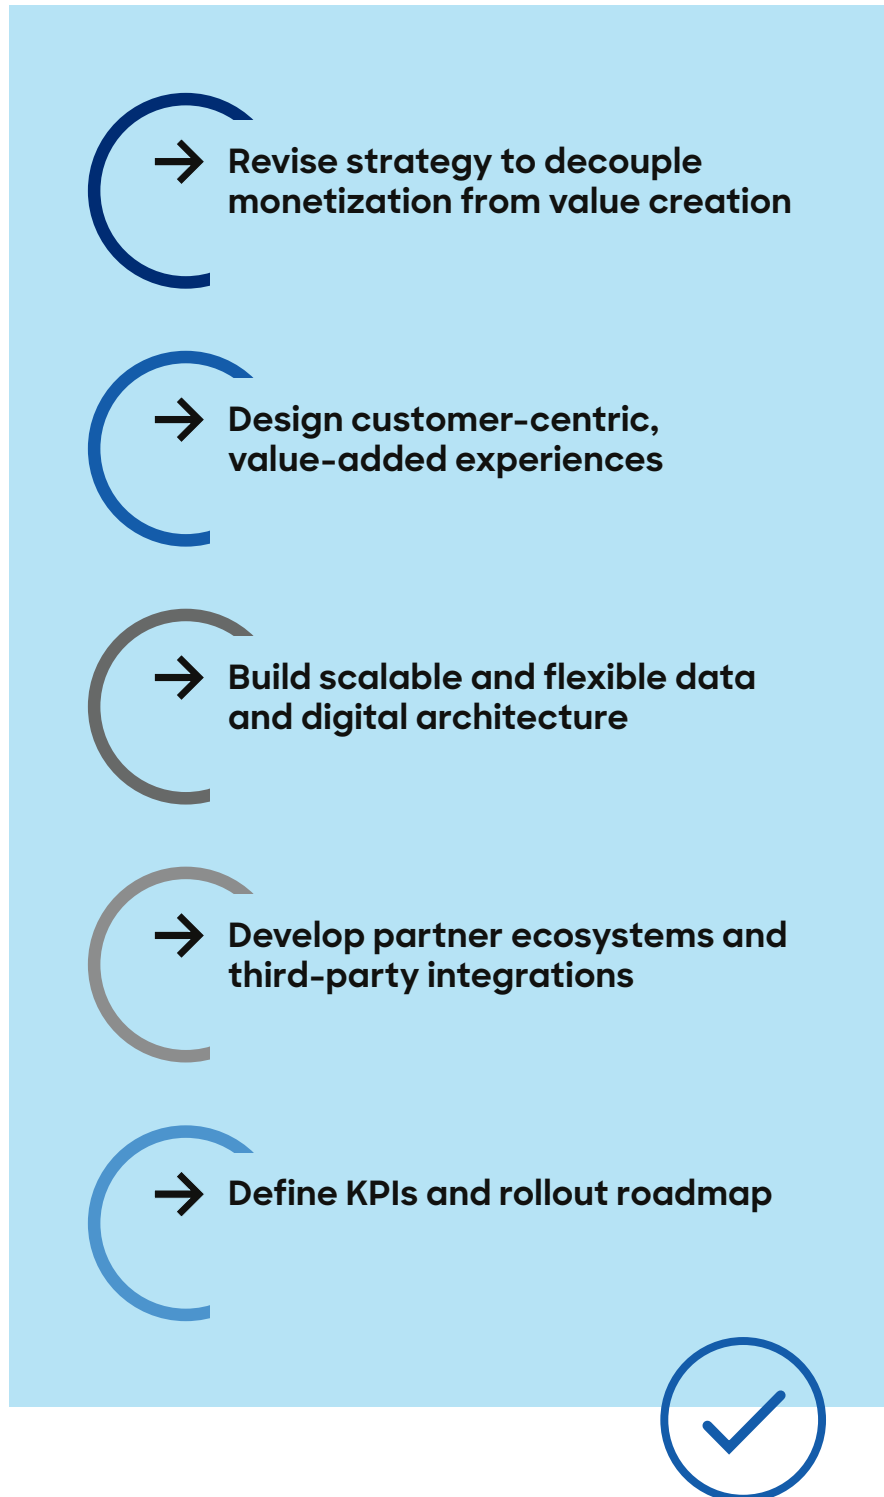 Revise strategy to decouple
monetization from value creation
Design customer-centric,
value-added experiences
Build scalable and flexible data
and digital architecture
Develop partner ecosystems and
third-party integrations
Define KPIs and rollout roadmap